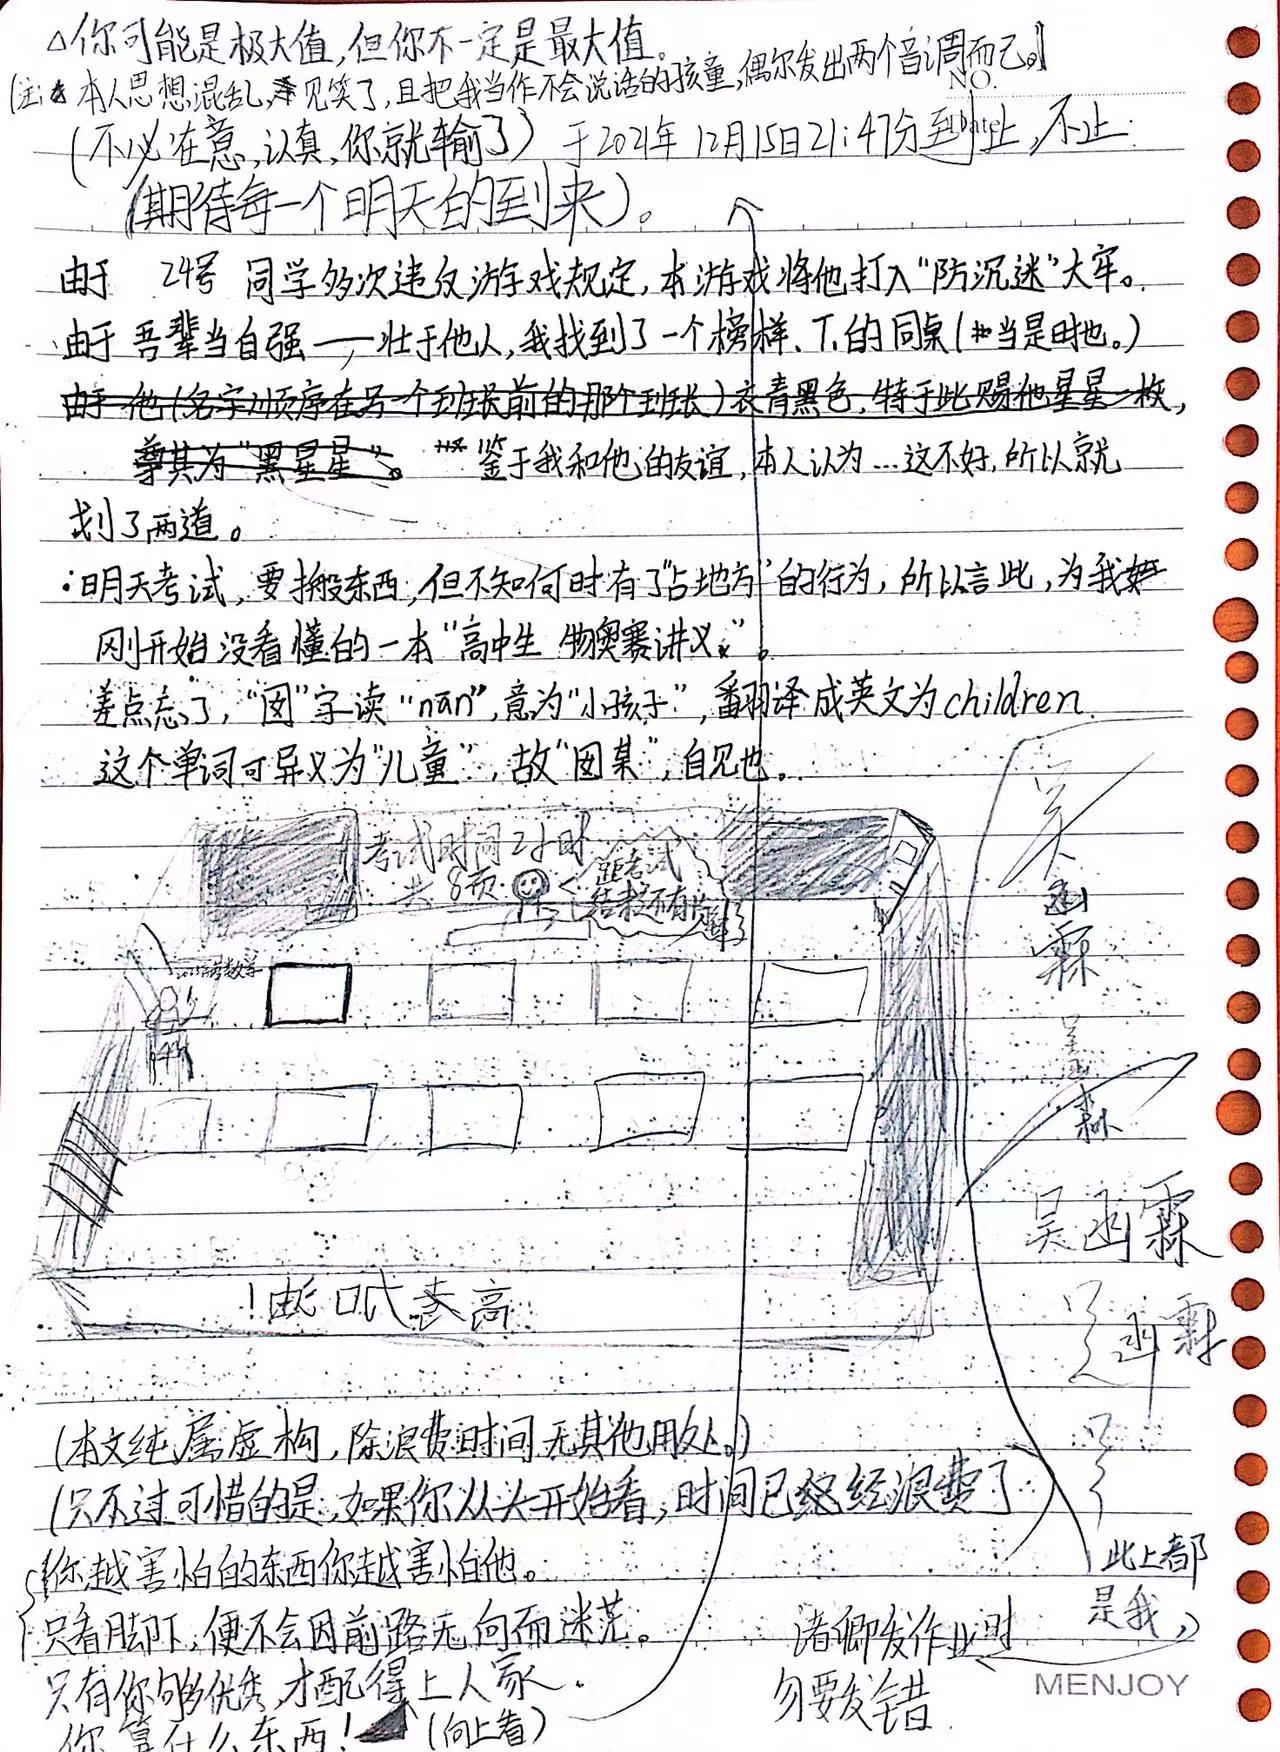 △你可能是极大值,但你不一定是最大值。
(注: 本人思想混乱,见笑了,且把我当作不会说话的孩童,偶尔发出两个音调而已。)
NO.
(不必在意,认真,你就输了) 于2021年12月15日21:47分到此止,不止.
Date
(期待每一个明天的到来)。
由于 24号 同学多次违反游戏规定,本游戏将他打入“防沉迷”大牢。
由于吾辈当自强——壮于他人,我找到了一个榜样、T.的同桌(当是时也。)
由于他(名字顺序在另一个班长前的那个班长)衣青黑色,特于此赐他星星一枚,
尊其为“黑星星”。 鉴于我和他的友谊,本人认为...这不好,所以就
划了两道。
·明天考试,要搬东西,但不知何时有了“占地方”的行为,所以言此,为我
刚开始没看懂的一本“高中生物奥赛讲义”。
差点忘了,“囡”字读“nān”,意为“小孩子”,翻译成英文为children.
这个单词可异义为“儿童”,故“囡某”,自见也。
考试时间2小时
共8页
距考试
结束还有
高考
(本文纯属虚构,除浪费时间无其他用处。)
(只不过可惜的是,如果你从头开始看,时间已经浪费了
你越害怕的东西你越害怕他。
只看脚下,便不会因前路无向而迷茫。
只有你够优秀,才配得上人家.
你算什么东西!
(向上看)
吴函霖
吴函霖
吴函霖
吴函霖
此上都
是我,
诸卿发作业时
勿要发错.
MENJOY